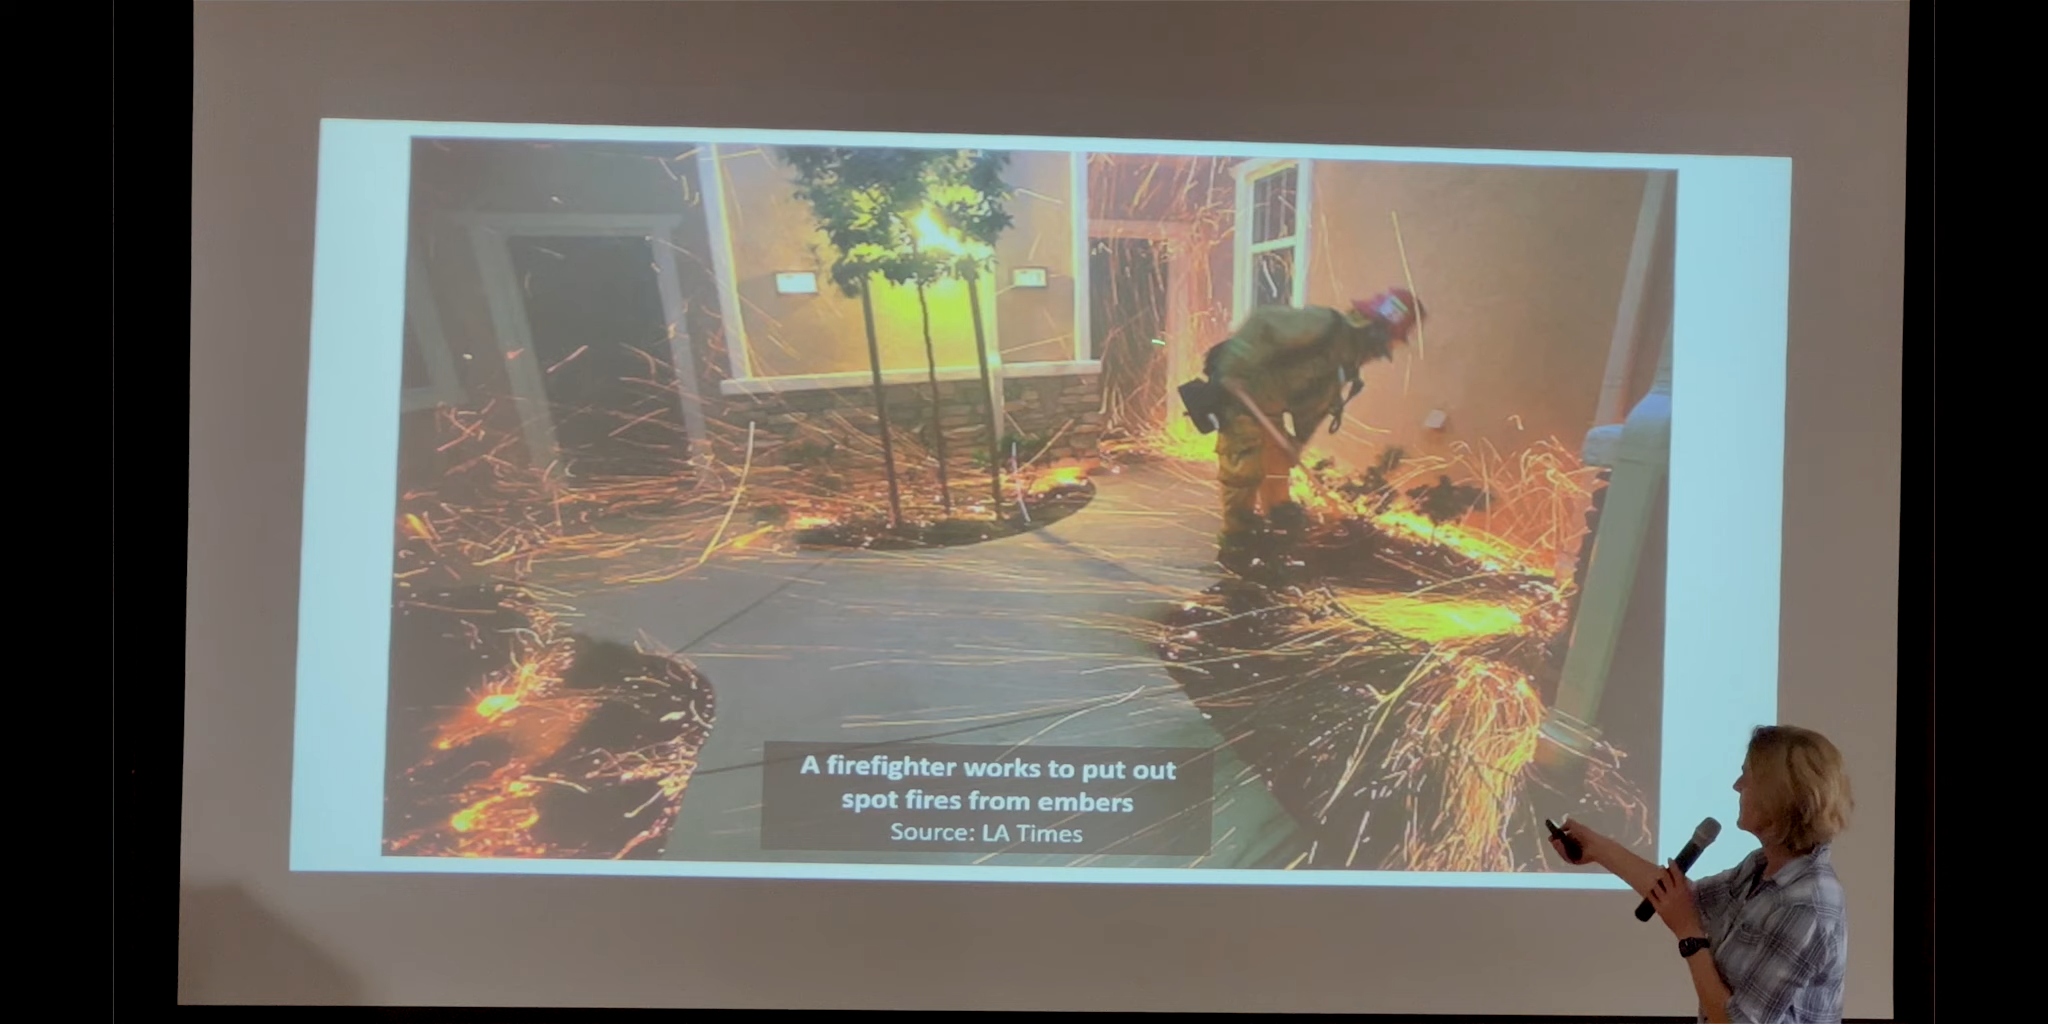 A firefighter works to put out
spot fires from embers
Source: LA Times